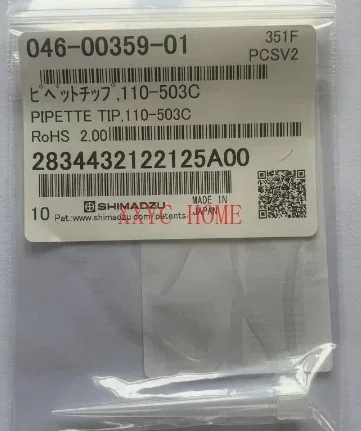 046-00359-01
351F
PCSV2
ﾋﾟﾍﾟｯﾄﾁｯﾌﾟ,110-503C
PIPETTE TIP,110-503C
RoHS 2.00
2834432122125A00
10
SHIMADZU
MADE IN
JAPAN
Pat:www.shimadzu.com/patents
AXYC HOME